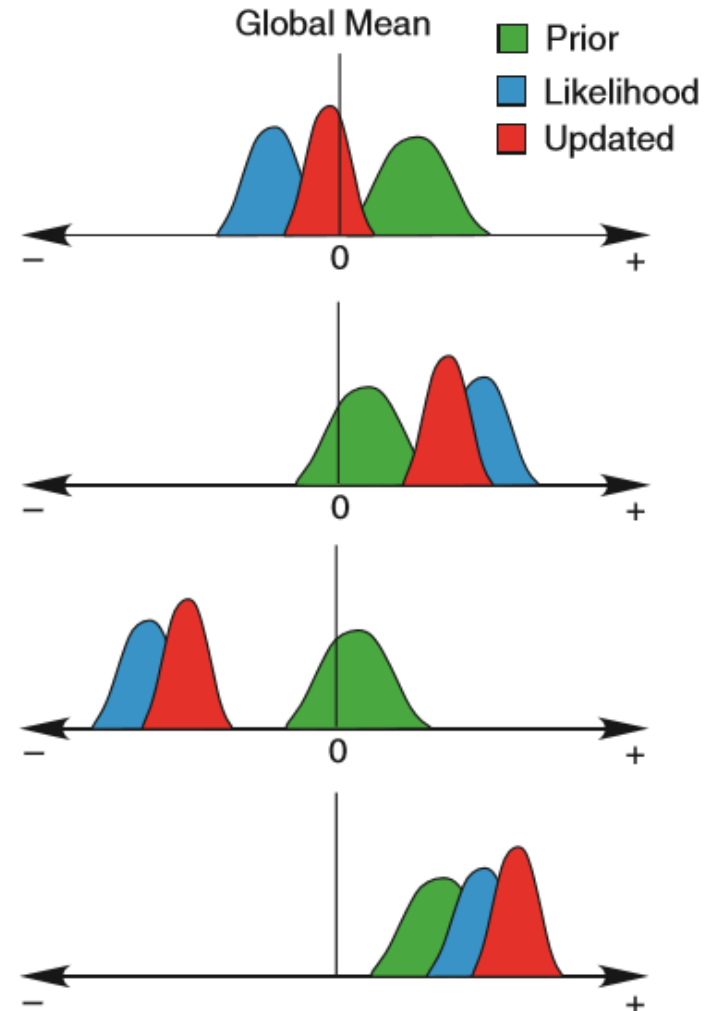 Global Mean
Prior
Likelihood
Updated
– 0 +
– 0 +
– 0 +
– +